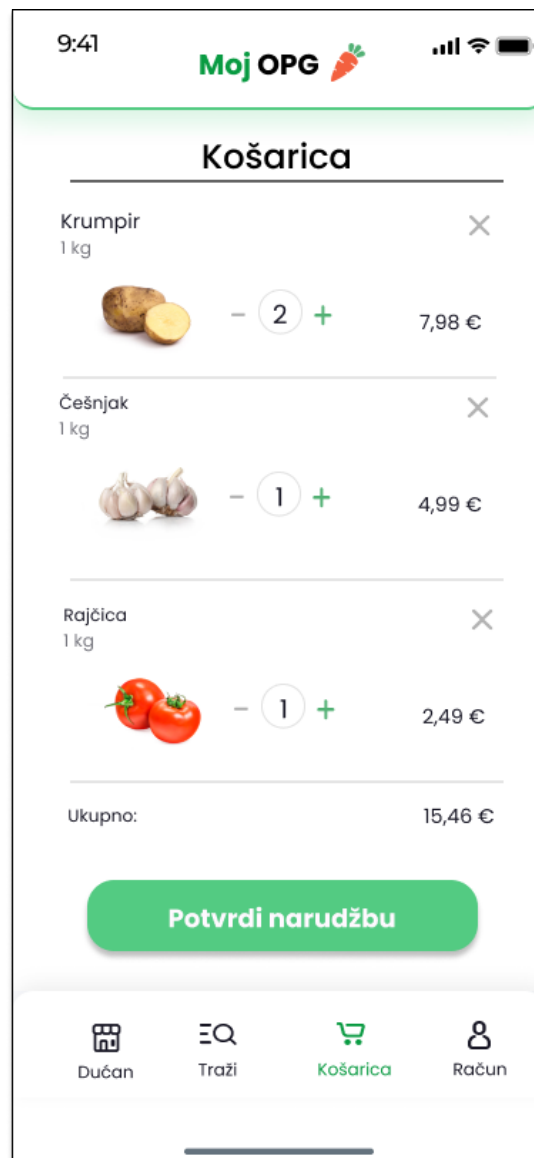 9:41
Moj OPG
Košarica
Krumpir
1 kg
2
7,98 €
Češnjak
1 kg
1
4,99 €
Rajčica
1 kg
1
2,49 €
Ukupno: 15,46 €
Potvrdi narudžbu
Dućan Traži Košarica Račun